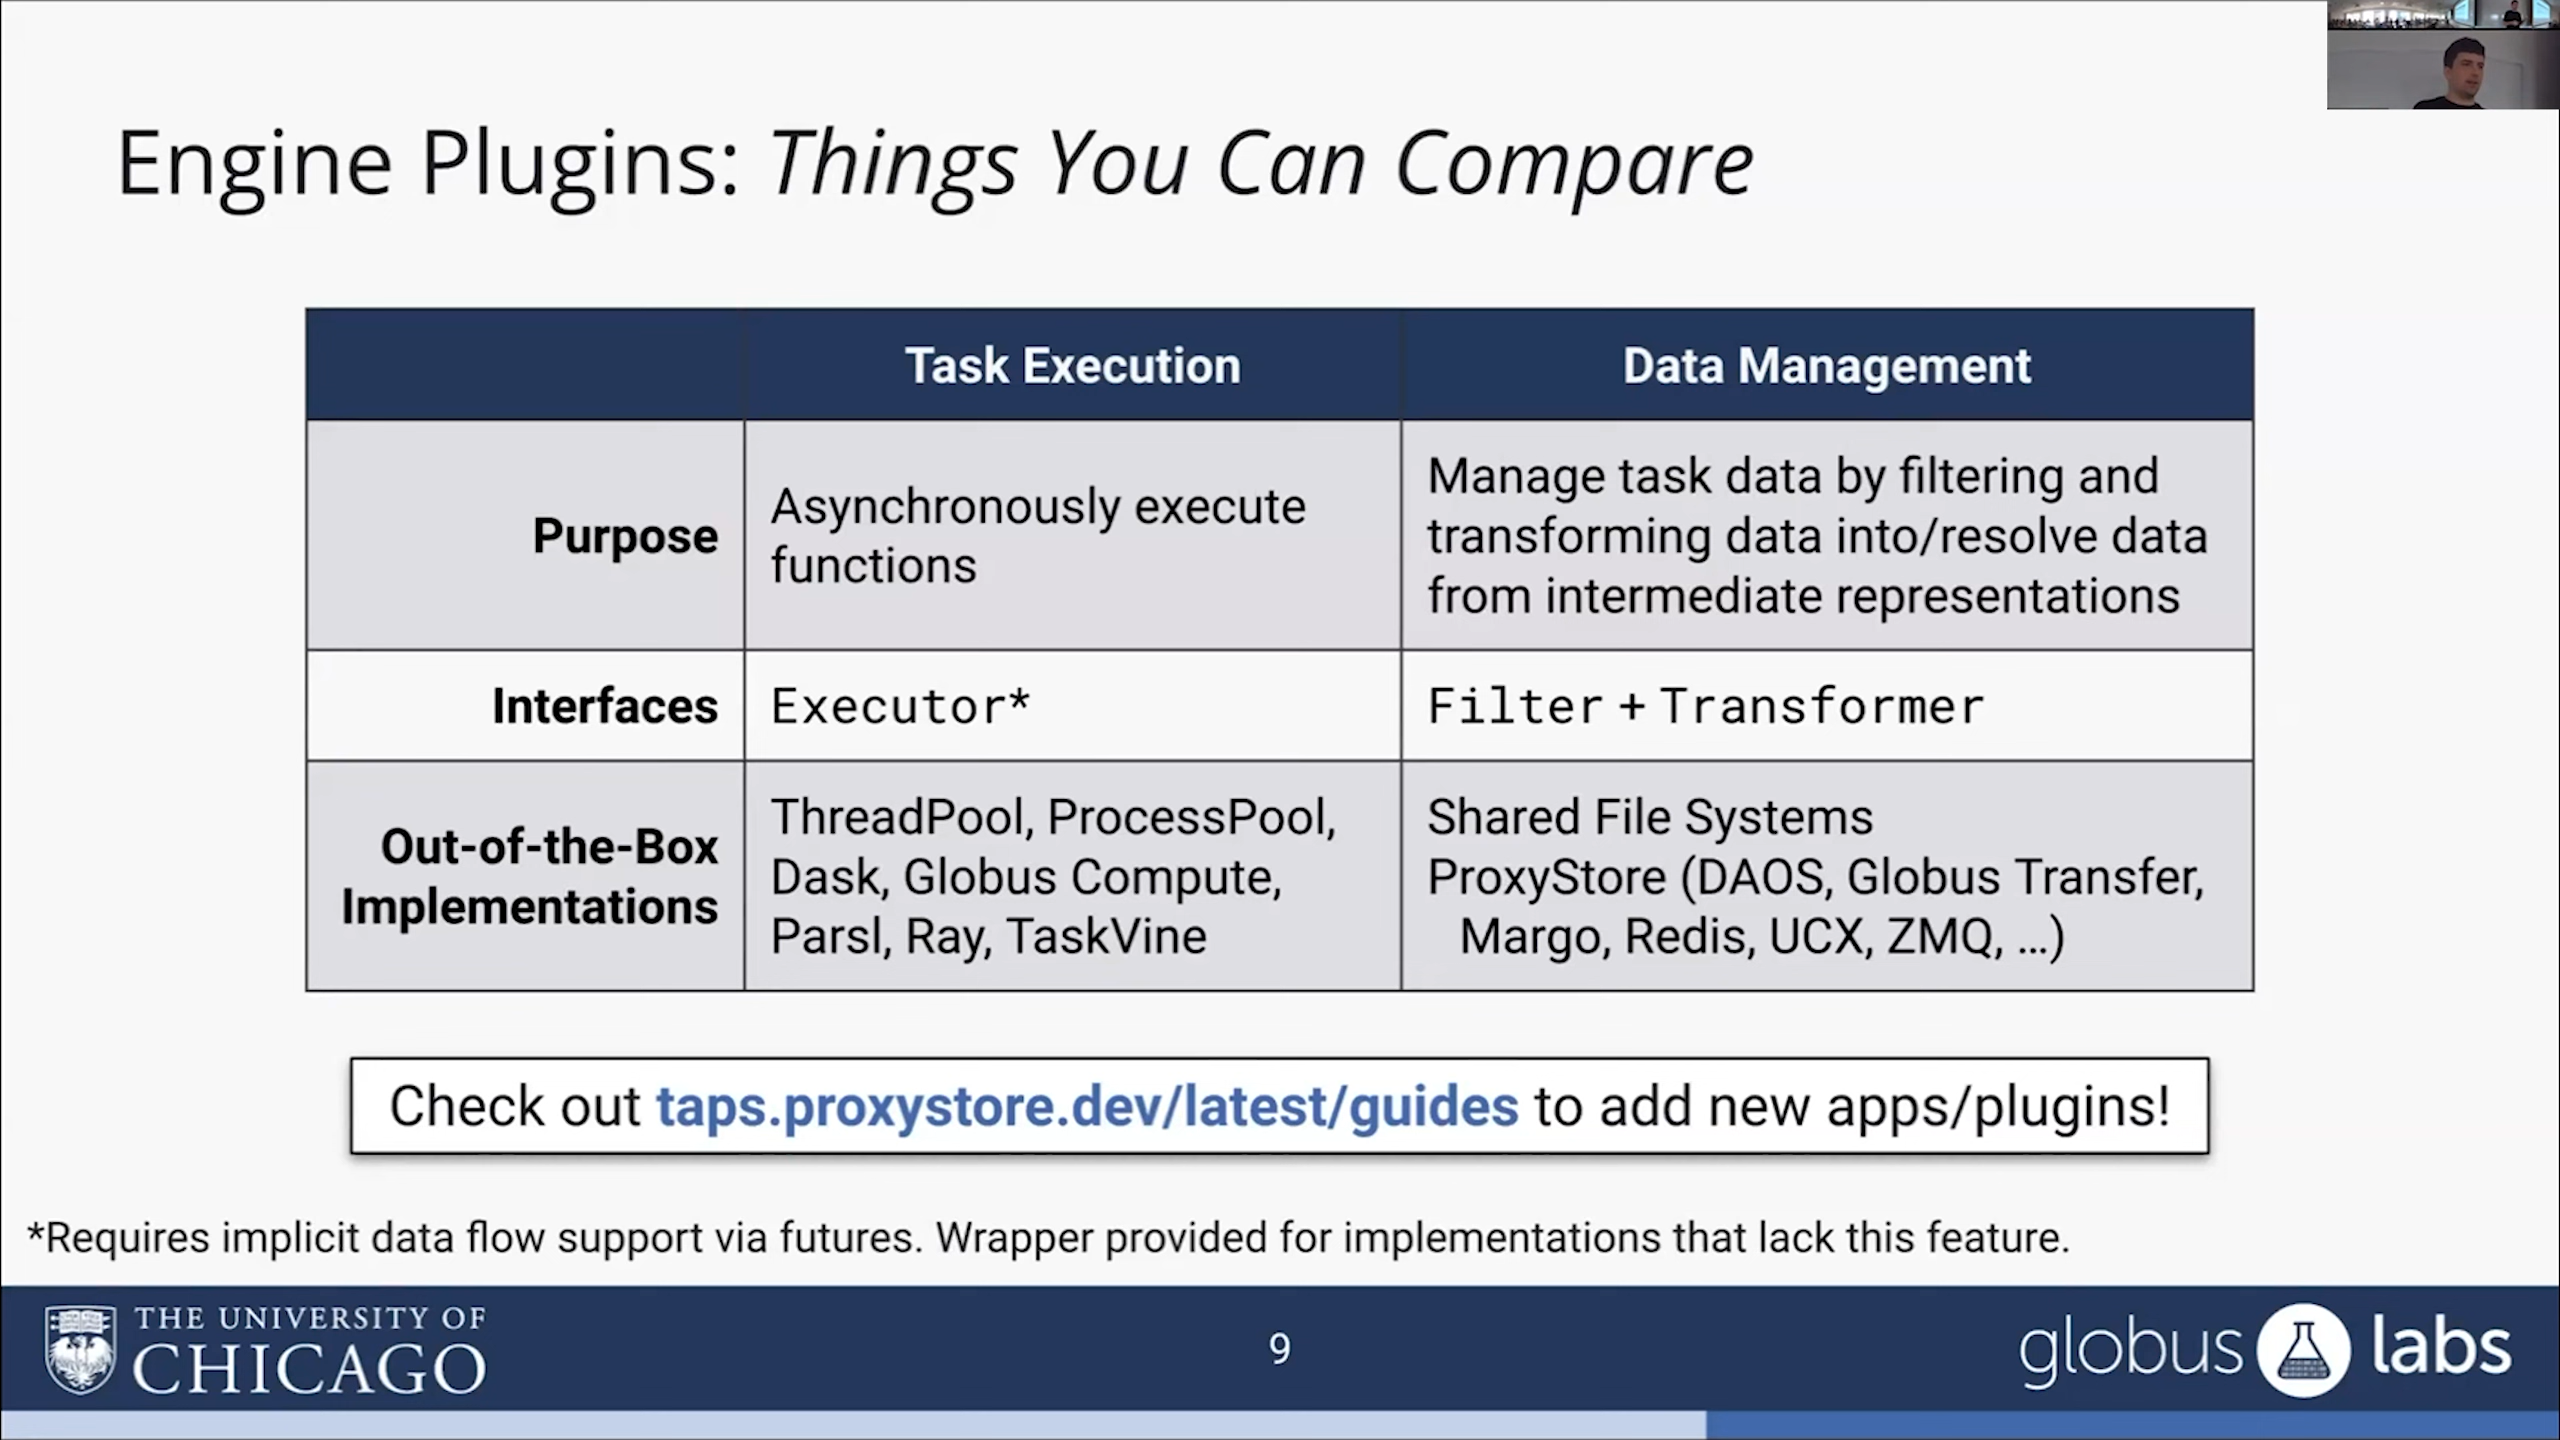 Engine Plugins: Things You Can Compare
Task Execution
Data Management
Purpose
Asynchronously execute
functions
Manage task data by filtering and
transforming data into/resolve data
from intermediate representations
Interfaces
Executor*
Filter + Transformer
Out-of-the-Box
Implementations
ThreadPool, ProcessPool,
Dask, Globus Compute,
Parsl, Ray, TaskVine
Shared File Systems
ProxyStore (DAOS, Globus Transfer,
Margo, Redis, UCX, ZMQ, …)
Check out taps.proxystore.dev/latest/guides to add new apps/plugins!
*Requires implicit data flow support via futures. Wrapper provided for implementations that lack this feature.
THE UNIVERSITY OF
CHICAGO
9
globus labs